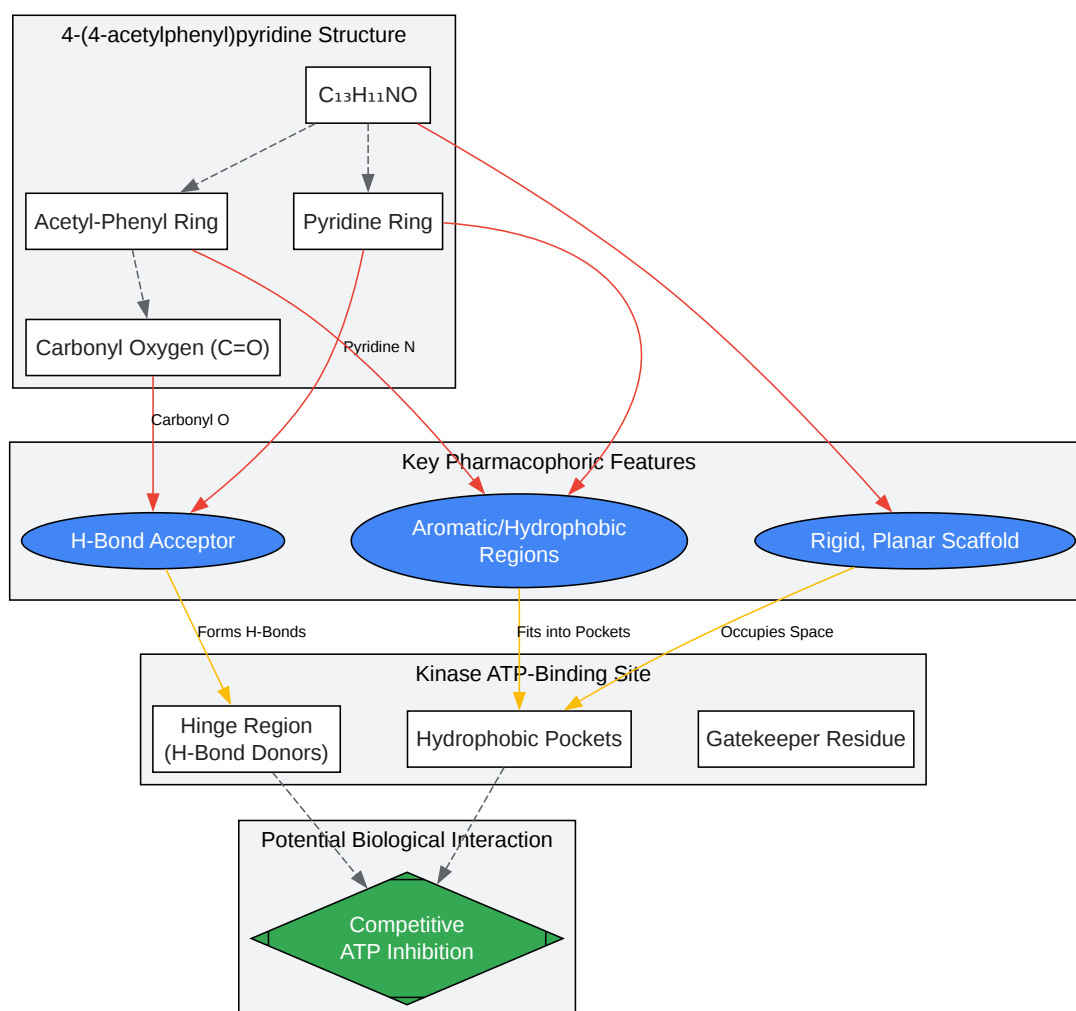 4-(4-acetylphenyl)pyridine Structure
C₁₃H₁₁NO
Acetyl-Phenyl Ring
Pyridine Ring
Carbonyl Oxygen (C=O)
Pyridine N
Carbonyl O
Key Pharmacophoric Features
H-Bond Acceptor
Aromatic/Hydrophobic
Regions
Rigid, Planar Scaffold
Forms H-Bonds
Fits into Pockets
Occupies Space
Kinase ATP-Binding Site
Hinge Region
(H-Bond Donors)
Hydrophobic Pockets
Gatekeeper Residue
Potential Biological Interaction
Competitive
ATP Inhibition